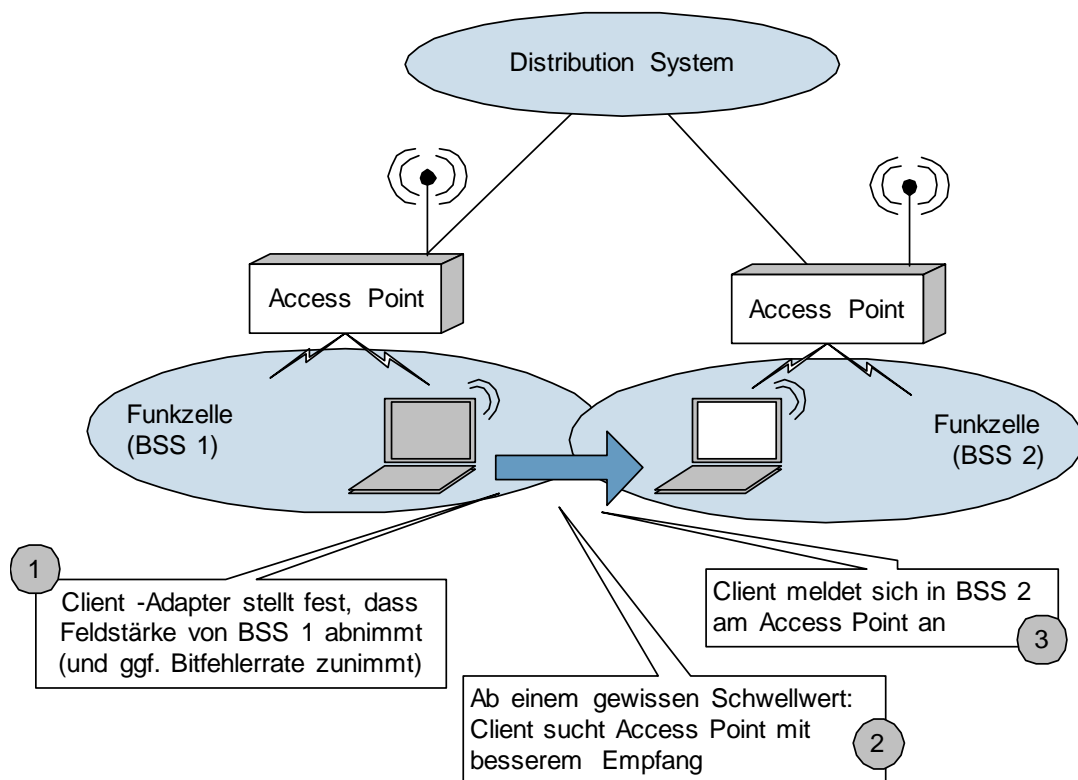 Distribution System
Access Point
Access Point
Funkzelle
(BSS 1)
Funkzelle
(BSS 2)
1
Client -Adapter stellt fest, dass
Feldstärke von BSS 1 abnimmt
(und ggf. Bitfehlerrate zunimmt)
Ab einem gewissen Schwellwert:
Client sucht Access Point mit
besserem Empfang
2
Client meldet sich in BSS 2
am Access Point an
3